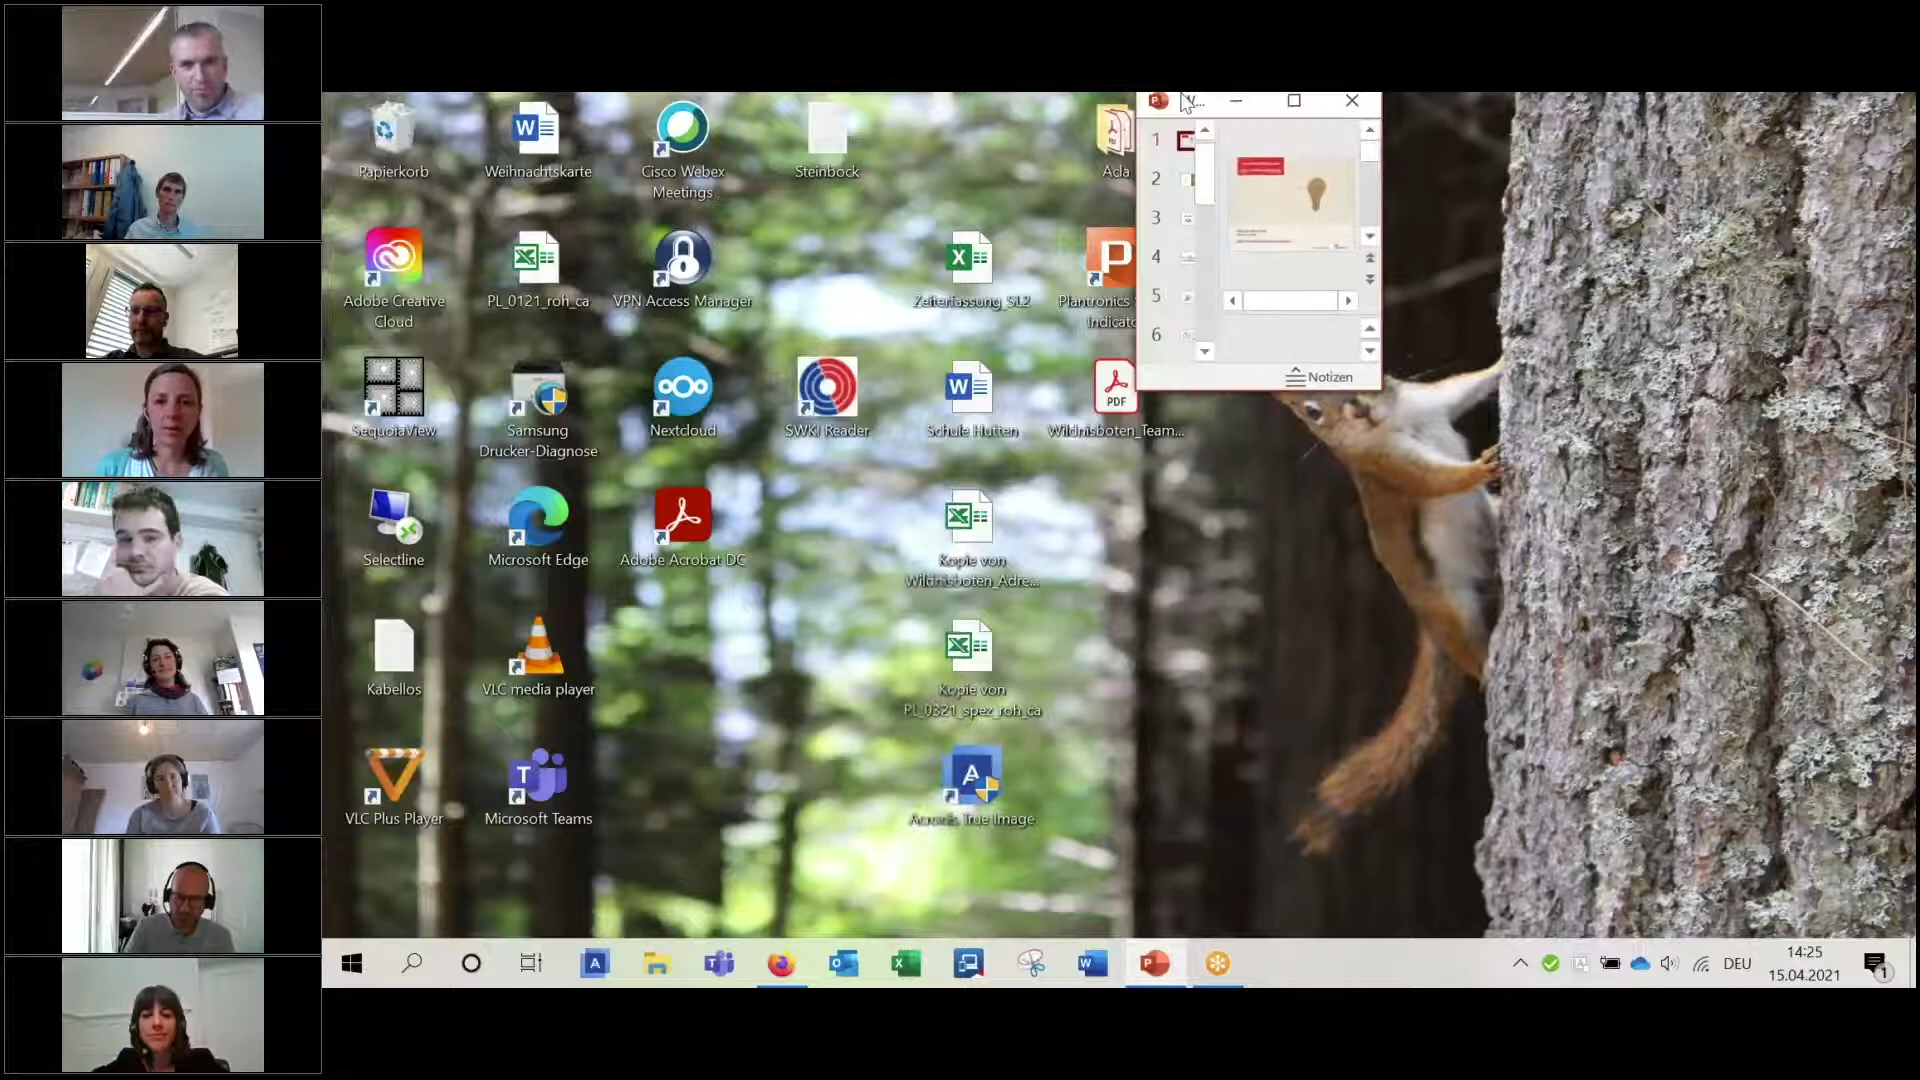 Papierkorb
Weihnachtskarte
Cisco Webex
Meetings
Steinbock
Acla
Adobe Creative
Cloud
PL_0121_roh_ca
VPN Access Manager
Zeiterfassung_SL2
Plantronics
Indicato
SequoiaView
Samsung
Drucker-Diagnose
Nextcloud
SWKI Reader
Schule Hutten
PDF
Wildnisboten_Team...
Selectline
Microsoft Edge
Adobe Acrobat DC
Kopie von
Wildnisboten_Adre...
Kabellos
VLC media player
Kopie von
PL_0321_spez_roh_ca
VLC Plus Player
Microsoft Teams
Acronis True Image
1
2
3
4
5
6
Notizen
DEU
14:25
15.04.2021
1